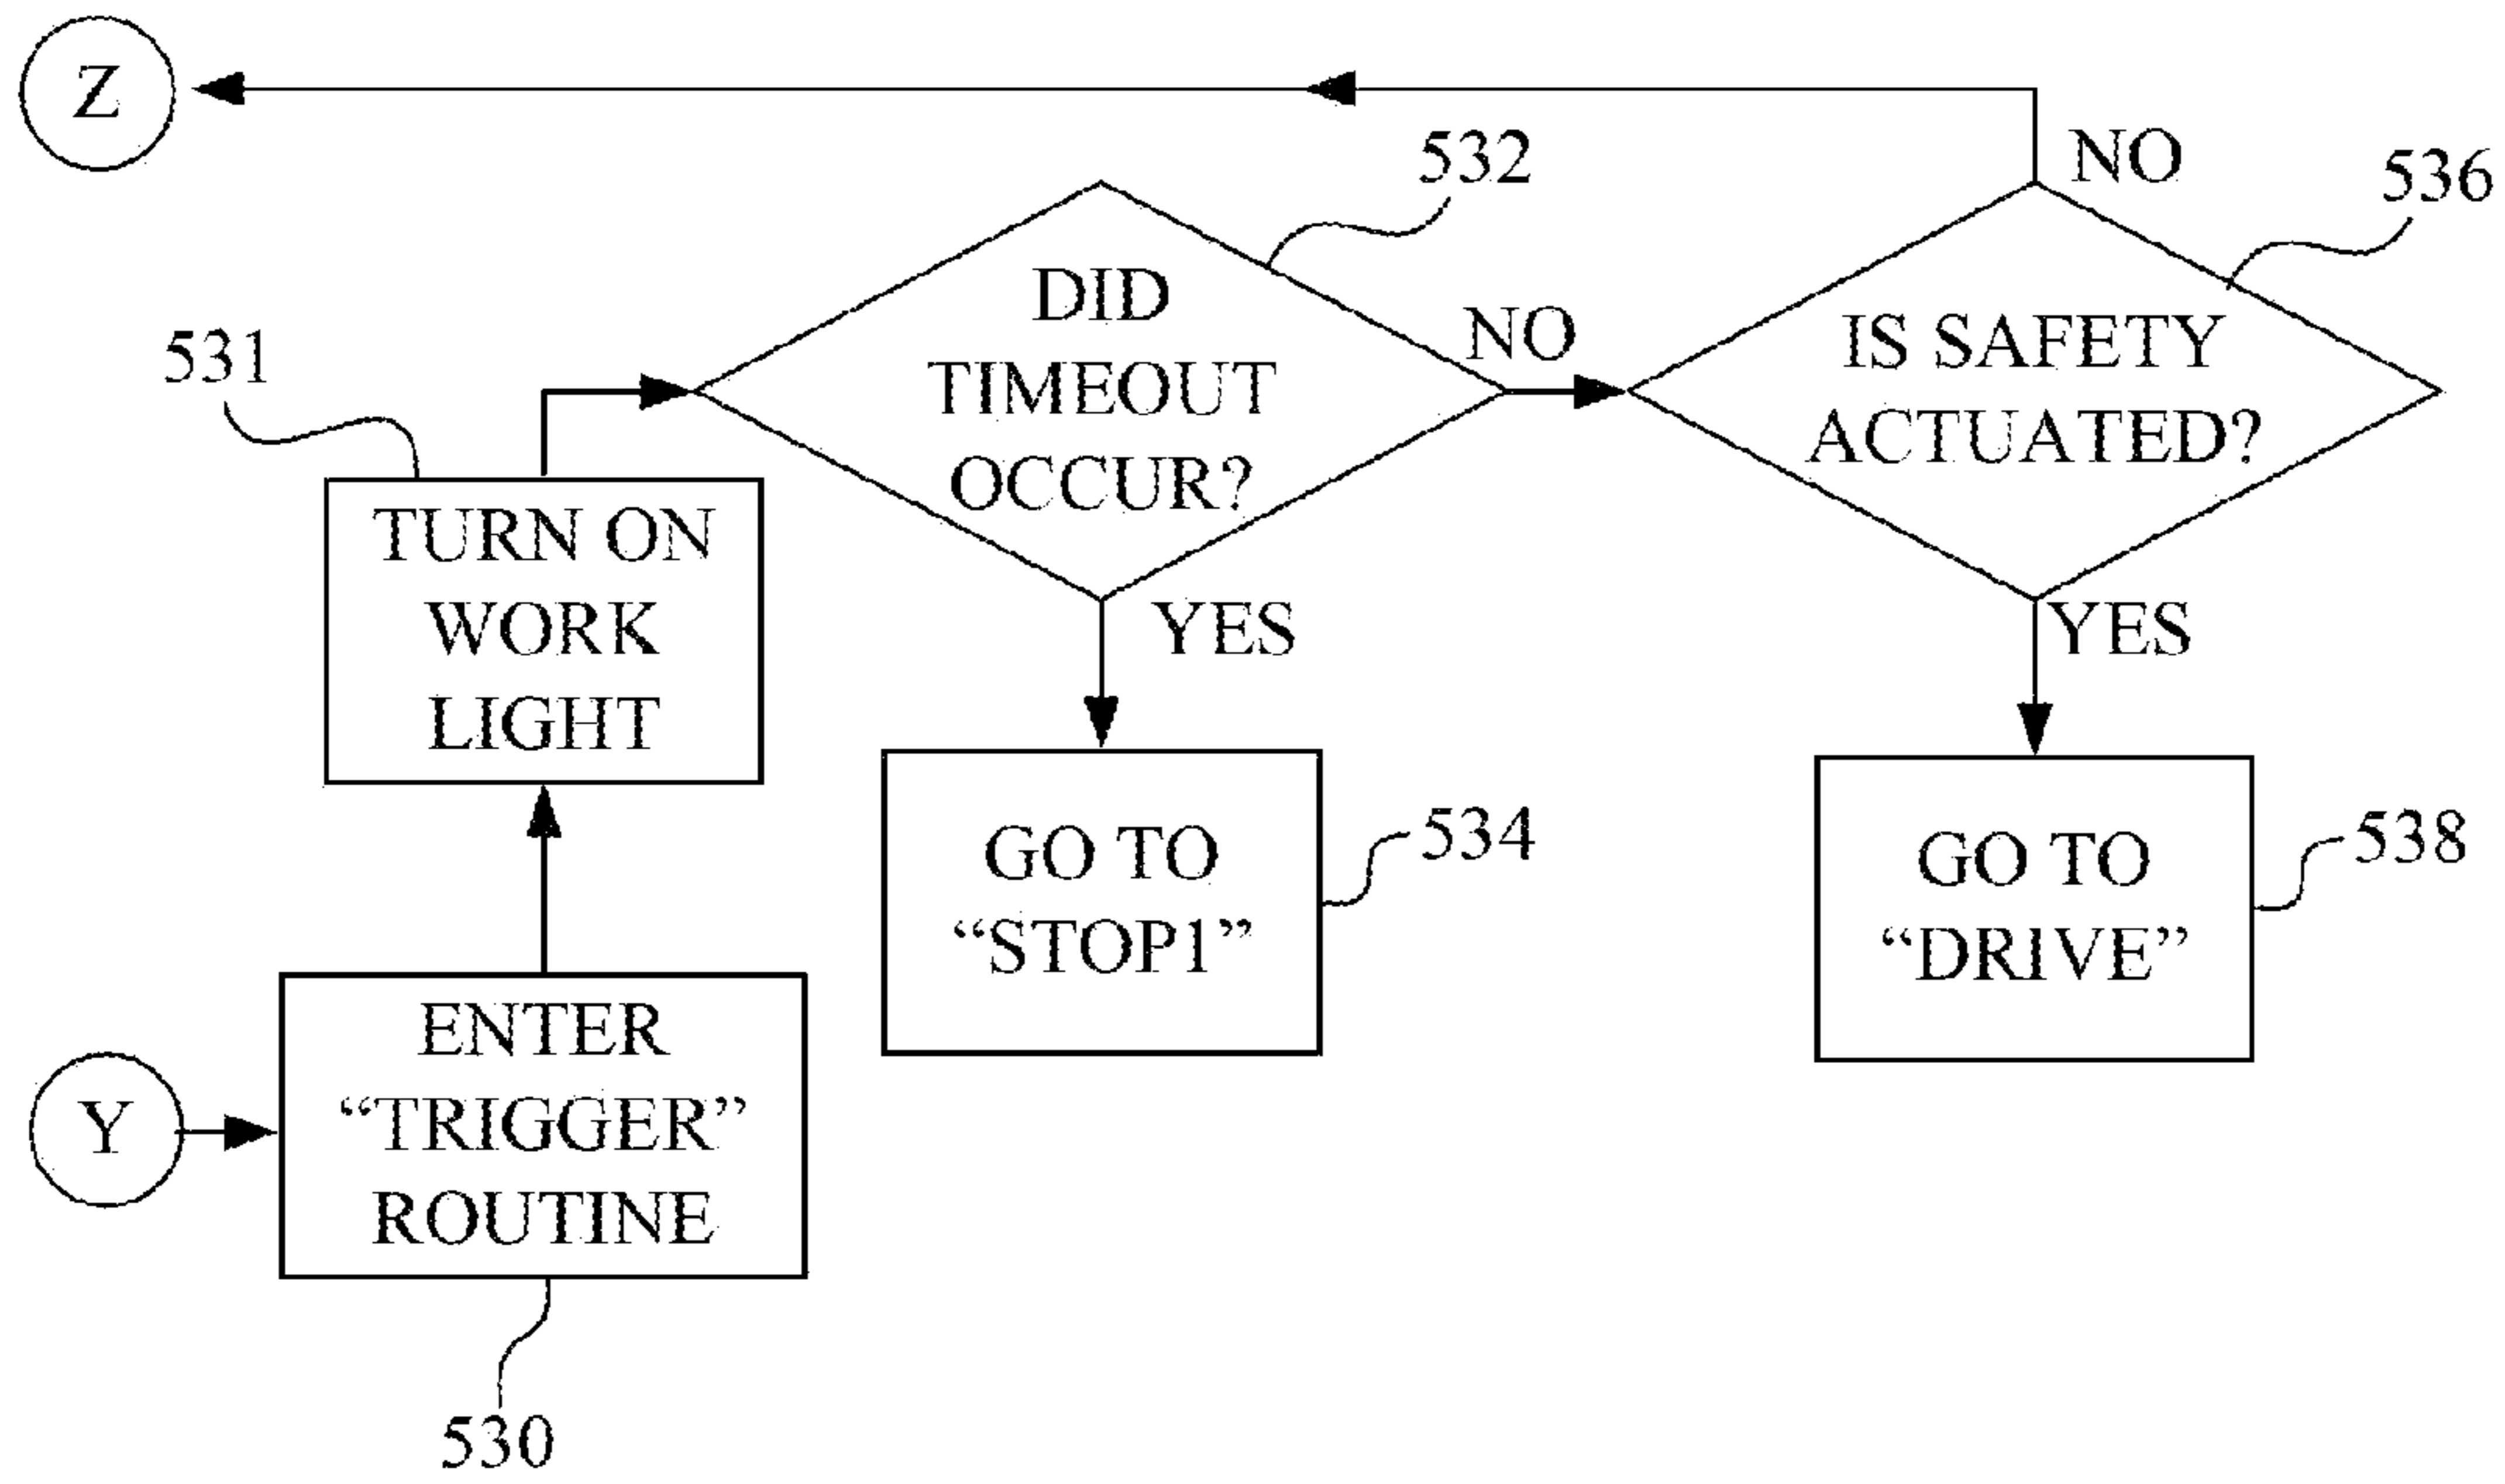 Z
NO
532
536
DID
TIMEOUT
OCCUR?
NO
IS SAFETY
ACTUATED?
531
TURN ON
WORK
LIGHT
YES
YES
GO TO
“STOP1”
534
GO TO
“DRIVE”
538
Y
ENTER
“TRIGGER”
ROUTINE
530